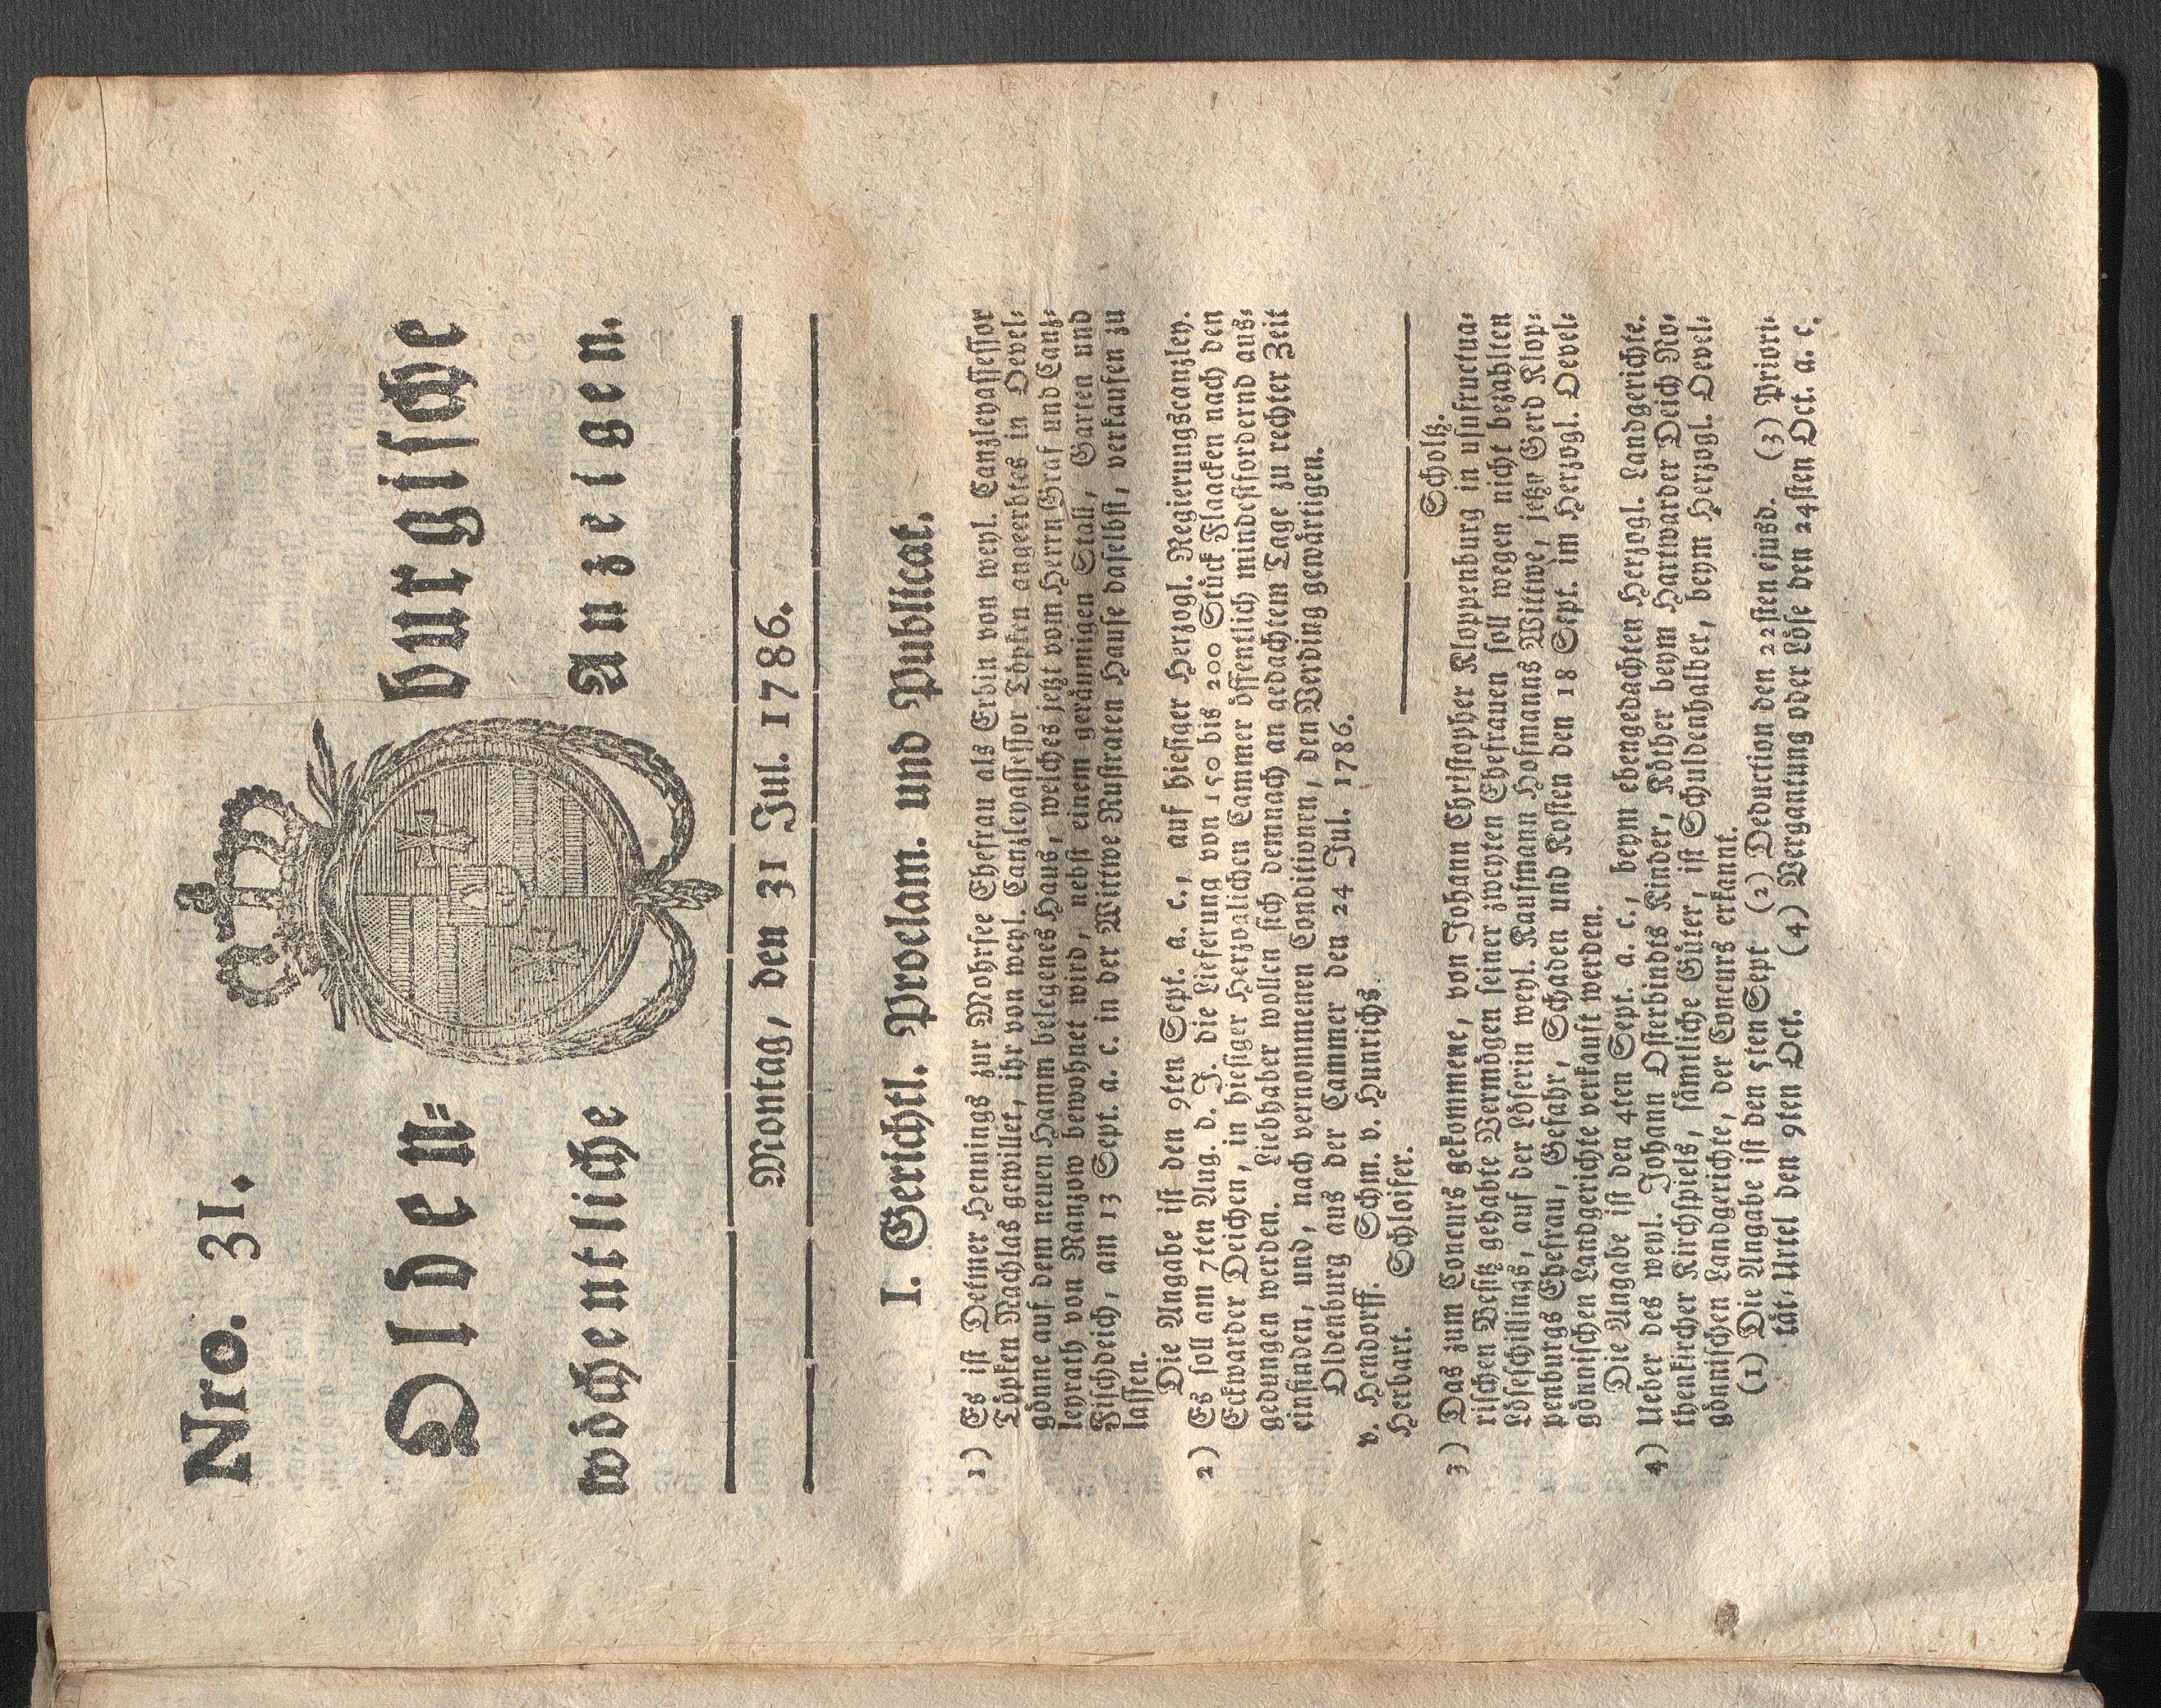 Nro. 31.
Olden⸗ burgische
wöchentliche Anzeigen.
Montag, den 31 Jul. 1786.
I. Gerichtl. Proclam. und Publicat.
1) Es ist Detmer Hennings zur Mohrsee Ehefrau als Erbin von weyl. Canzleyassessor
Töpken Nachlas gewillet, ihr von weyl. Canzleyassessor Töpken angeerbtes in Oevel⸗
gönne auf dem neuen Hamm belegenes Haus, welches jetzt vom Herrn Graf und Canz⸗
leyrath von Ranzow bewohnet wird, nebst einem geräumigen Stall, Garten und
Fischdeich, am 13 Sept. a. c. in der Wittwe Rustraten Hause daselbst, verkaufen zu
lassen.
Die Angabe ist den 9ten Sept. a. c., auf hiesiger Herzogl. Regierungscanzley.
2) Es soll am 7ten Aug. d. J. die Lieferung von 150 bis 200 Stück Flaacken nach den
Eckwarder Deichen, in hiesiger Herzoglichen Cammer öffentlich mindestfordernd aus⸗
gedungen werden. Liebhaber wollen sich demnach an gedachtem Tage zu rechter Zeit
einfinden, und, nach vernommenen Conditionen, den Verding gewärtigen.
Oldenburg aus der Cammer den 24 Jul. 1786.
v. Hendorff. Schm. v. Hunrichs.
Herbart. Schloifer.
Scholtz.
3) Das zum Concurs gekommene, von Johann Christopher Kloppenburg in usufructua⸗
rischen Besitz gehabte Vermögen seiner zweyten Ehefrauen soll wegen nicht bezahlten
Löseschillings, auf der Löserin weyl. Kaufmann Hofmanns Wittwe, jetzo Gerd Klop⸗
penburgs Ehefrau, Gefahr, Schaden und Kosten den 18 Sept. im Herzogl. Oevel⸗
gönnischen Landgerichte verkauft werden.
Die Angabe ist den 4ten Sept. a. c., beym ebengedachten Herzogl. Landgerichte.
4) Ueber des weyl. Johann Osterbindts Kinder, Köther beym Hartwarder Deich Ro⸗
thenkircher Kirchspiels, sämtliche Güter, ist Schuldenhalber, beym Herzogl. Oevel⸗
gönnischen Landgerichte, der Concurs erkannt.
(1) Die Angabe ist den 5ten Sept (2) Deduction den 22sten ejusd. (3) Priori⸗
tät⸗Urtel den 9ten Oct. (4) Vergantung oder Löse den 24sten Oct. a. c.